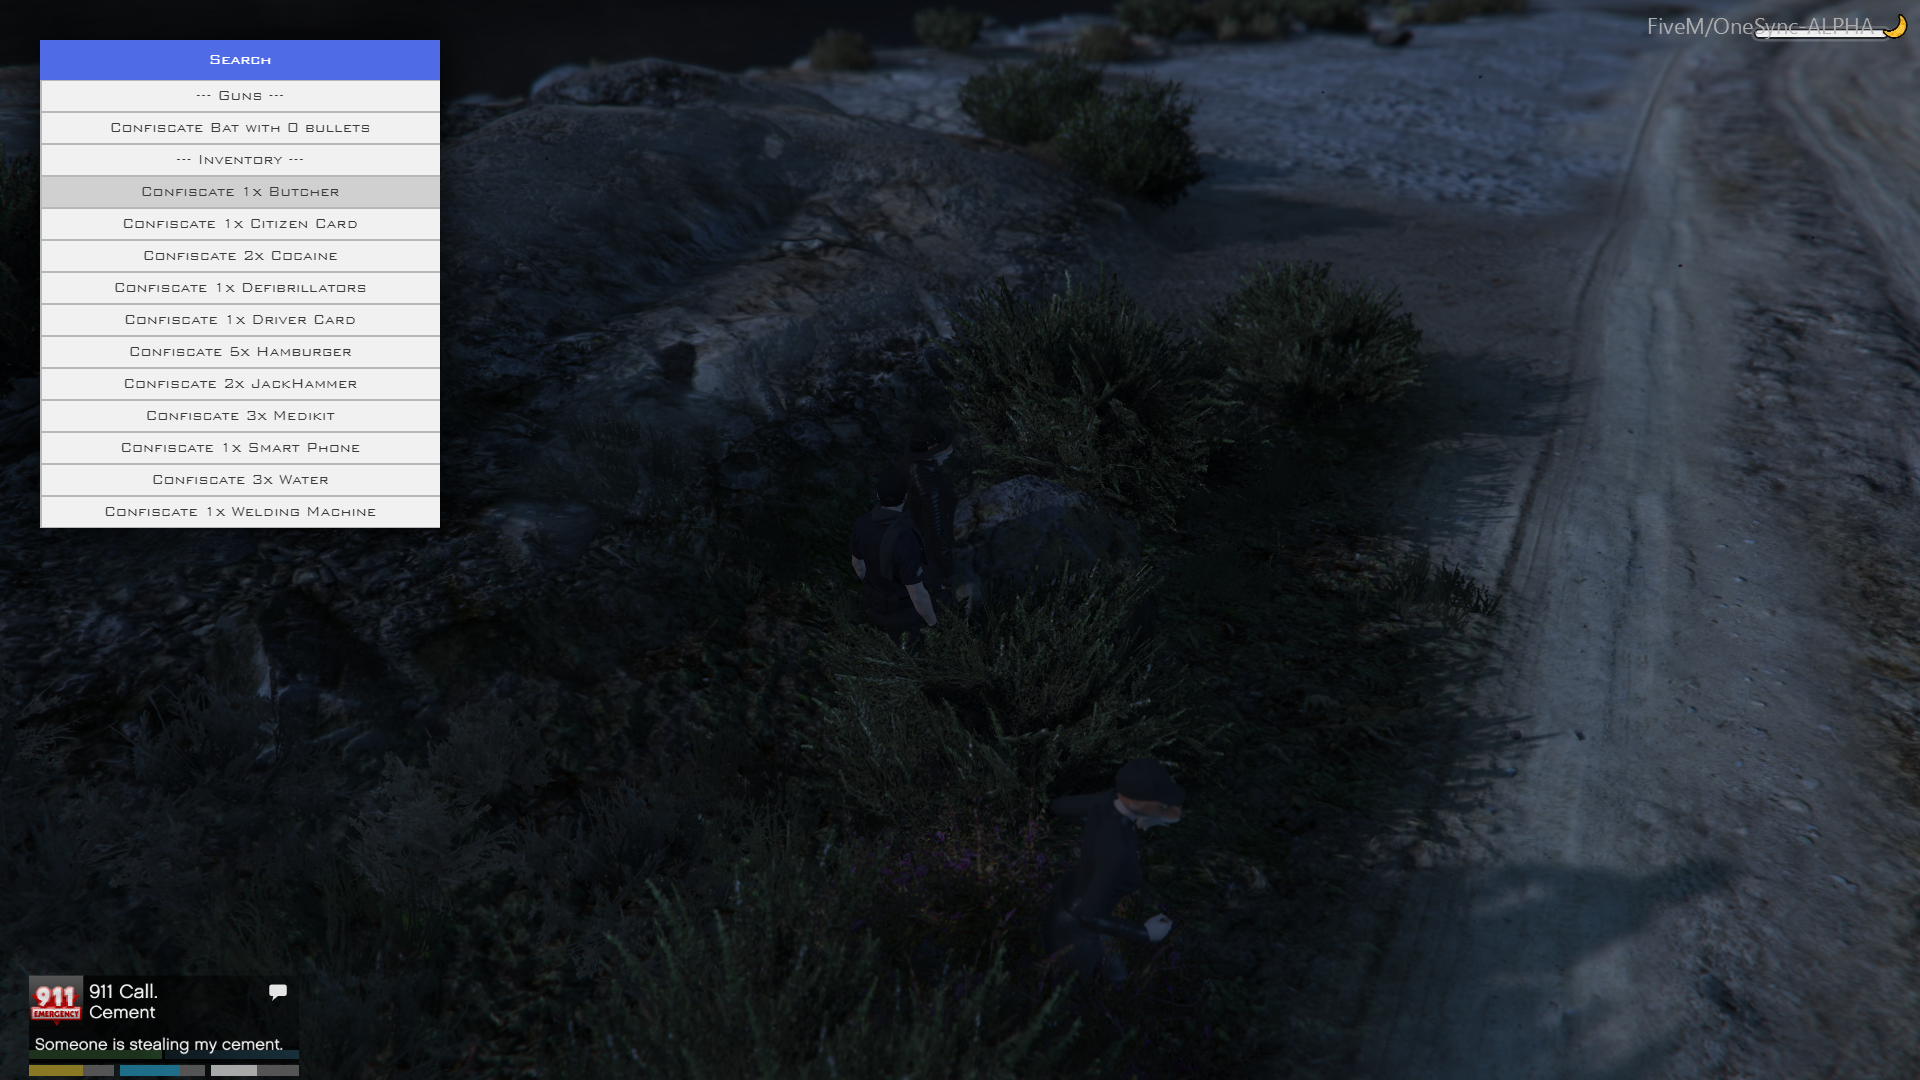 FiveM/OneSync-ALPHA
Search
--- Guns ---
Confiscate Bat with 0 bullets
--- Inventory ---
Confiscate 1x Butcher
Confiscate 1x Citizen Card
Confiscate 2x Cocaine
Confiscate 1x Defibrillators
Confiscate 1x Driver Card
Confiscate 5x Hamburger
Confiscate 2x JackHammer
Confiscate 3x Medikit
Confiscate 1x Smart Phone
Confiscate 3x Water
Confiscate 1x Welding Machine
911
EMERGENCY
911 Call.
Cement
Someone is stealing my cement.